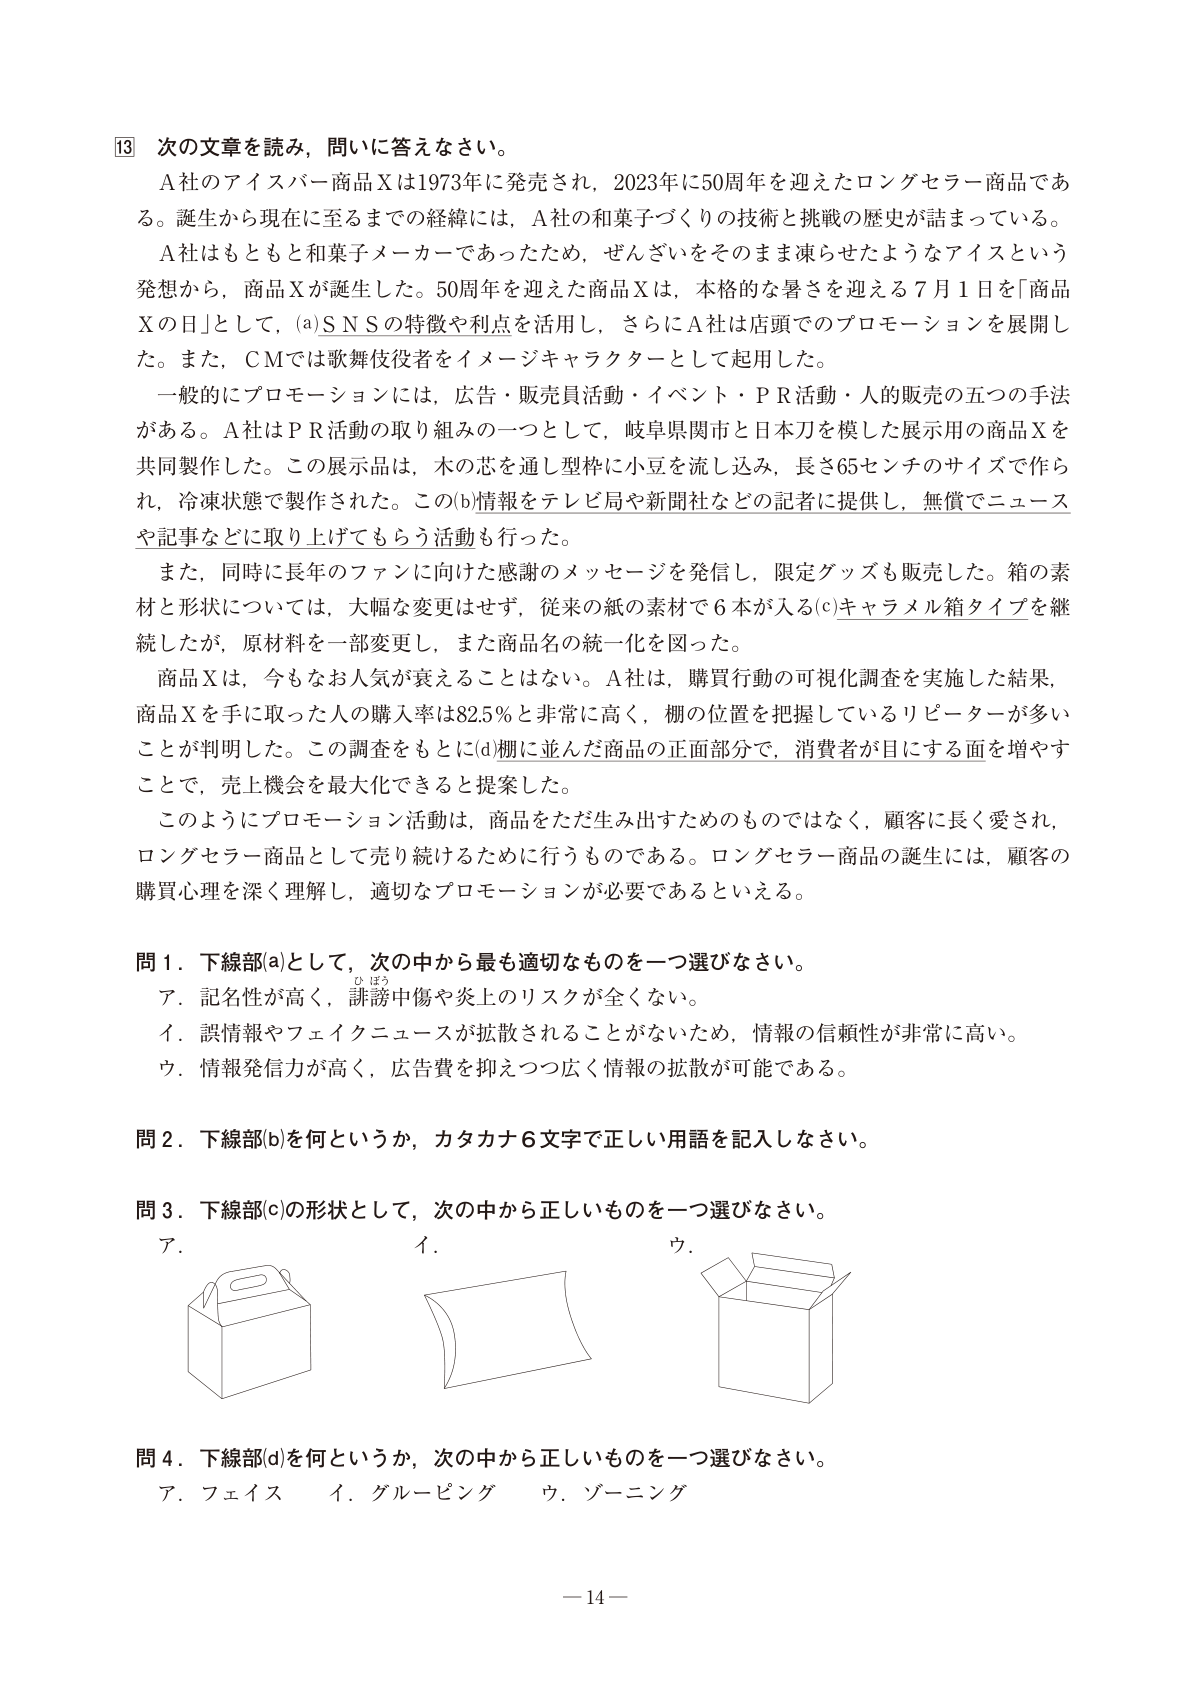 13　次の文章を読み，問いに答えなさい。
Ａ社のアイスバー商品Ｘは1973年に発売され，2023年に50周年を迎えたロングセラー商品であ
る。誕生から現在に至るまでの経緯には，Ａ社の和菓子づくりの技術と挑戦の歴史が詰まっている。
Ａ社はもともと和菓子メーカーであったため，ぜんざいをそのまま凍らせたようなアイスという
発想から，商品Ｘが誕生した。50周年を迎えた商品Ｘは，本格的な暑さを迎える７月１日を「商品
Ｘの日」として，(a)ＳＮＳの特徴や利点を活用し，さらにＡ社は店頭でのプロモーションを展開し
た。また，ＣＭでは歌舞伎役者をイメージキャラクターとして起用した。
一般的にプロモーションには，広告・販売員活動・イベント・ＰＲ活動・人的販売の五つの手法
がある。Ａ社はＰＲ活動の取り組みの一つとして，岐阜県関市と日本刀を模した展示用の商品Ｘを
共同製作した。この展示品は，木の芯を通し型枠に小豆を流し込み，長さ65センチのサイズで作ら
れ，冷凍状態で製作された。この(b)情報をテレビ局や新聞社などの記者に提供し，無償でニュース
や記事などに取り上げてもらう活動も行った。
また，同時に長年のファンに向けた感謝のメッセージを発信し，限定グッズも販売した。箱の素
材と形状については，大幅な変更はせず，従来の紙の素材で６本が入る(c)キャラメル箱タイプを継
続したが，原材料を一部変更し，また商品名の統一化を図った。
商品Ｘは，今もなお人気が衰えることはない。Ａ社は，購買行動の可視化調査を実施した結果，
商品Ｘを手に取った人の購入率は82.5％と非常に高く，棚の位置を把握しているリピーターが多い
ことが判明した。この調査をもとに(d)棚に並んだ商品の正面部分で，消費者が目にする面を増やす
ことで，売上機会を最大化できると提案した。
このようにプロモーション活動は，商品をただ生み出すためのものではなく，顧客に長く愛され，
ロングセラー商品として売り続けるために行うものである。ロングセラー商品の誕生には，顧客の
購買心理を深く理解し，適切なプロモーションが必要であるといえる。
問１．下線部(a)として，次の中から最も適切なものを一つ選びなさい。
ア．記名性が高く，誹謗中傷や炎上のリスクが全くない。
イ．誤情報やフェイクニュースが拡散されることがないため，情報の信頼性が非常に高い。
ウ．情報発信力が高く，広告費を抑えつつ広く情報の拡散が可能である。
問２．下線部(b)を何というか，カタカナ６文字で正しい用語を記入しなさい。
問３．下線部(c)の形状として，次の中から正しいものを一つ選びなさい。
ア．　イ．　ウ．
問４．下線部(d)を何というか，次の中から正しいものを一つ選びなさい。
ア．フェイス　イ．グルーピング　ウ．ゾーニング
― 14 ―